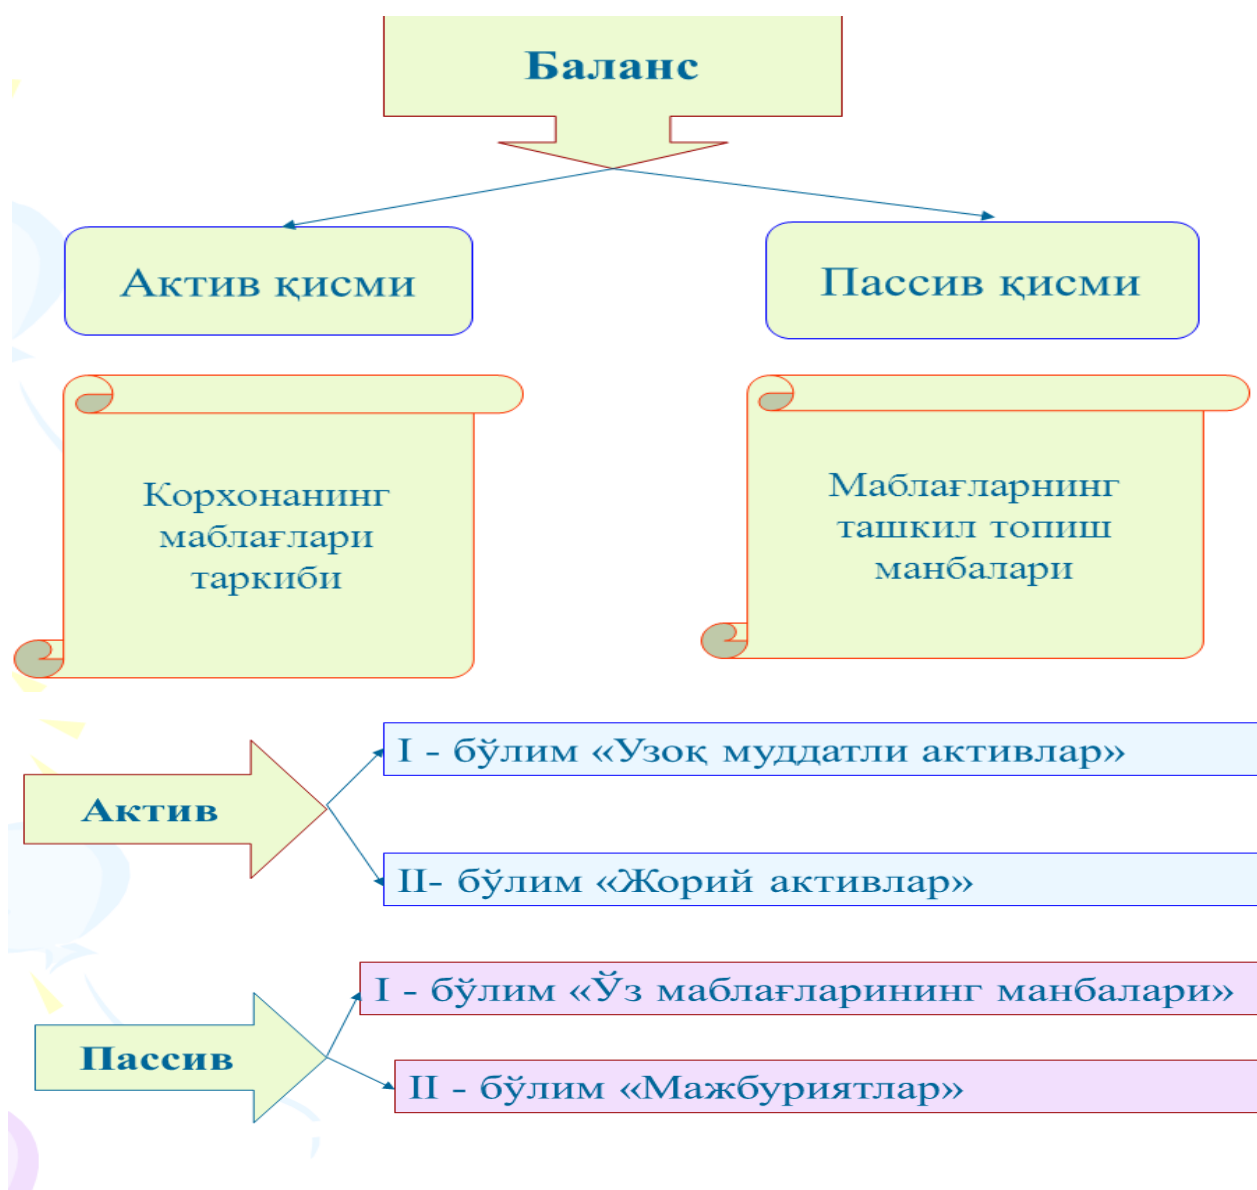 Баланс
Актив қисми
Пассив қисми
Корхонанинг
маблағлари
таркиби
Маблағларнинг
ташкил топиш
манбалари
Актив
I - бўлим «Узоқ муддатли активлар»
II- бўлим «Жорий активлар»
Пассив
I - бўлим «Ўз маблағларининг манбалари»
II - бўлим «Мажбуриятлар»